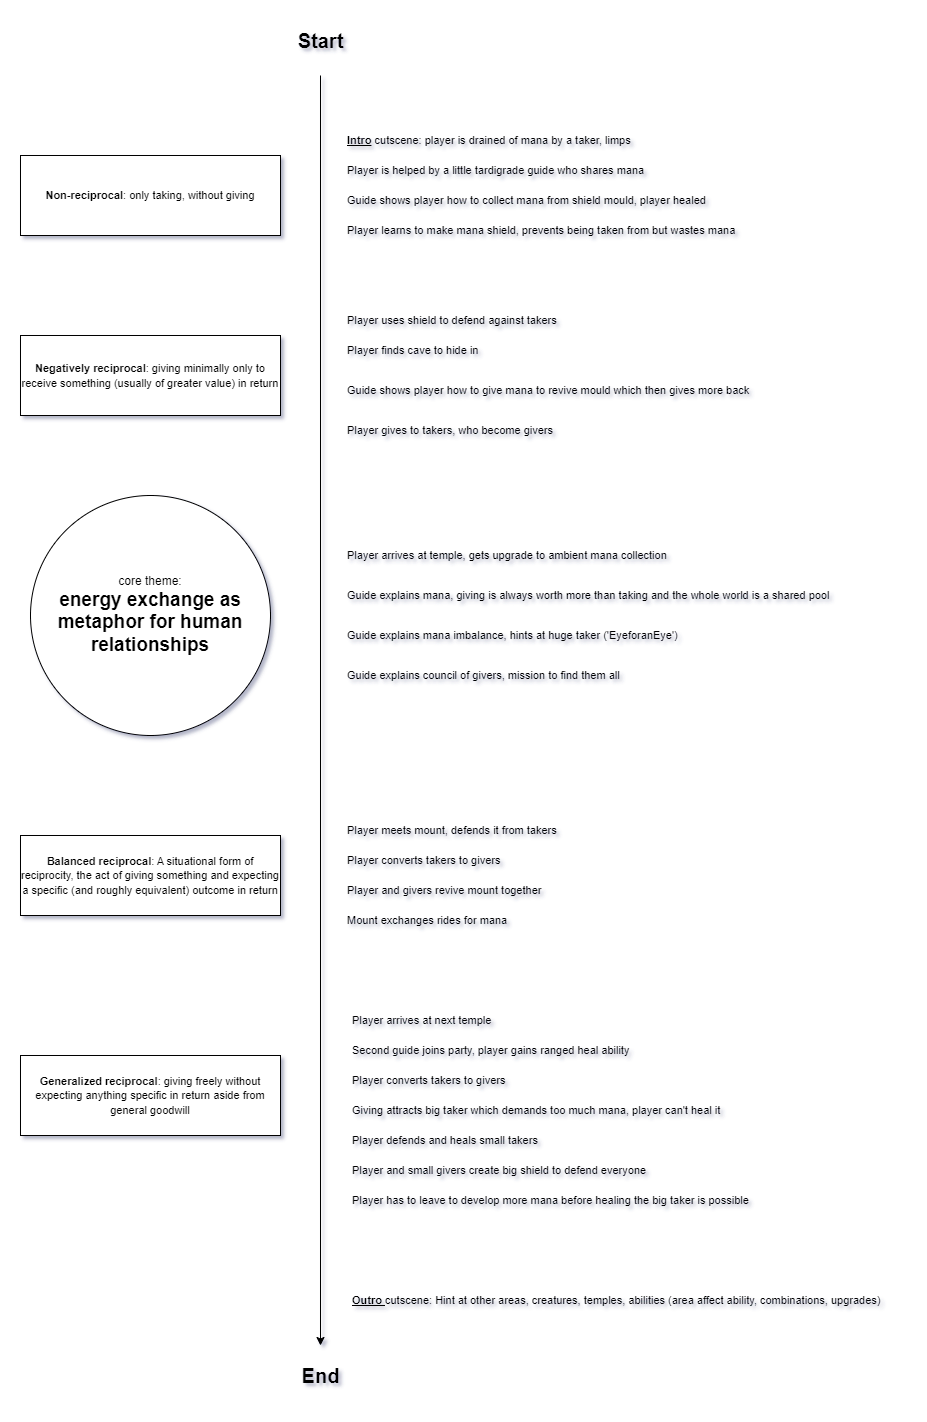 Start
Intro cutscene: player is drained of mana by a taker, limps
Player is helped by a little tardigrade guide who shares mana
Non-reciprocal: only taking, without giving
Guide shows player how to collect mana from shield mould, player healed
Player learns to make mana shield, prevents being taken from but wastes mana
Player uses shield to defend against takers
Player finds cave to hide in
Negatively reciprocal: giving minimally only to
receive something (usually of greater value) in return
Guide shows player how to give mana to revive mould which then gives more back
Player gives to takers, who become givers
core theme:
energy exchange as
metaphor for human
relationships
Player arrives at temple, gets upgrade to ambient mana collection
Guide explains mana, giving is always worth more than taking and the whole world is a shared pool
Guide explains mana imbalance, hints at huge taker ('EyeforanEye')
Guide explains council of givers, mission to find them all
Player meets mount, defends it from takers
Player converts takers to givers
Balanced reciprocal: A situational form of
reciprocity, the act of giving something and expecting
a specific (and roughly equivalent) outcome in return
Player and givers revive mount together
Mount exchanges rides for mana
Player arrives at next temple
Second guide joins party, player gains ranged heal ability
Generalized reciprocal: giving freely without
expecting anything specific in return aside from
general goodwill
Player converts takers to givers
Giving attracts big taker which demands too much mana, player can't heal it
Player defends and heals small takers
Player and small givers create big shield to defend everyone
Player has to leave to develop more mana before healing the big taker is possible
Outro cutscene: Hint at other areas, creatures, temples, abilities (area affect ability, combinations, upgrades)
End